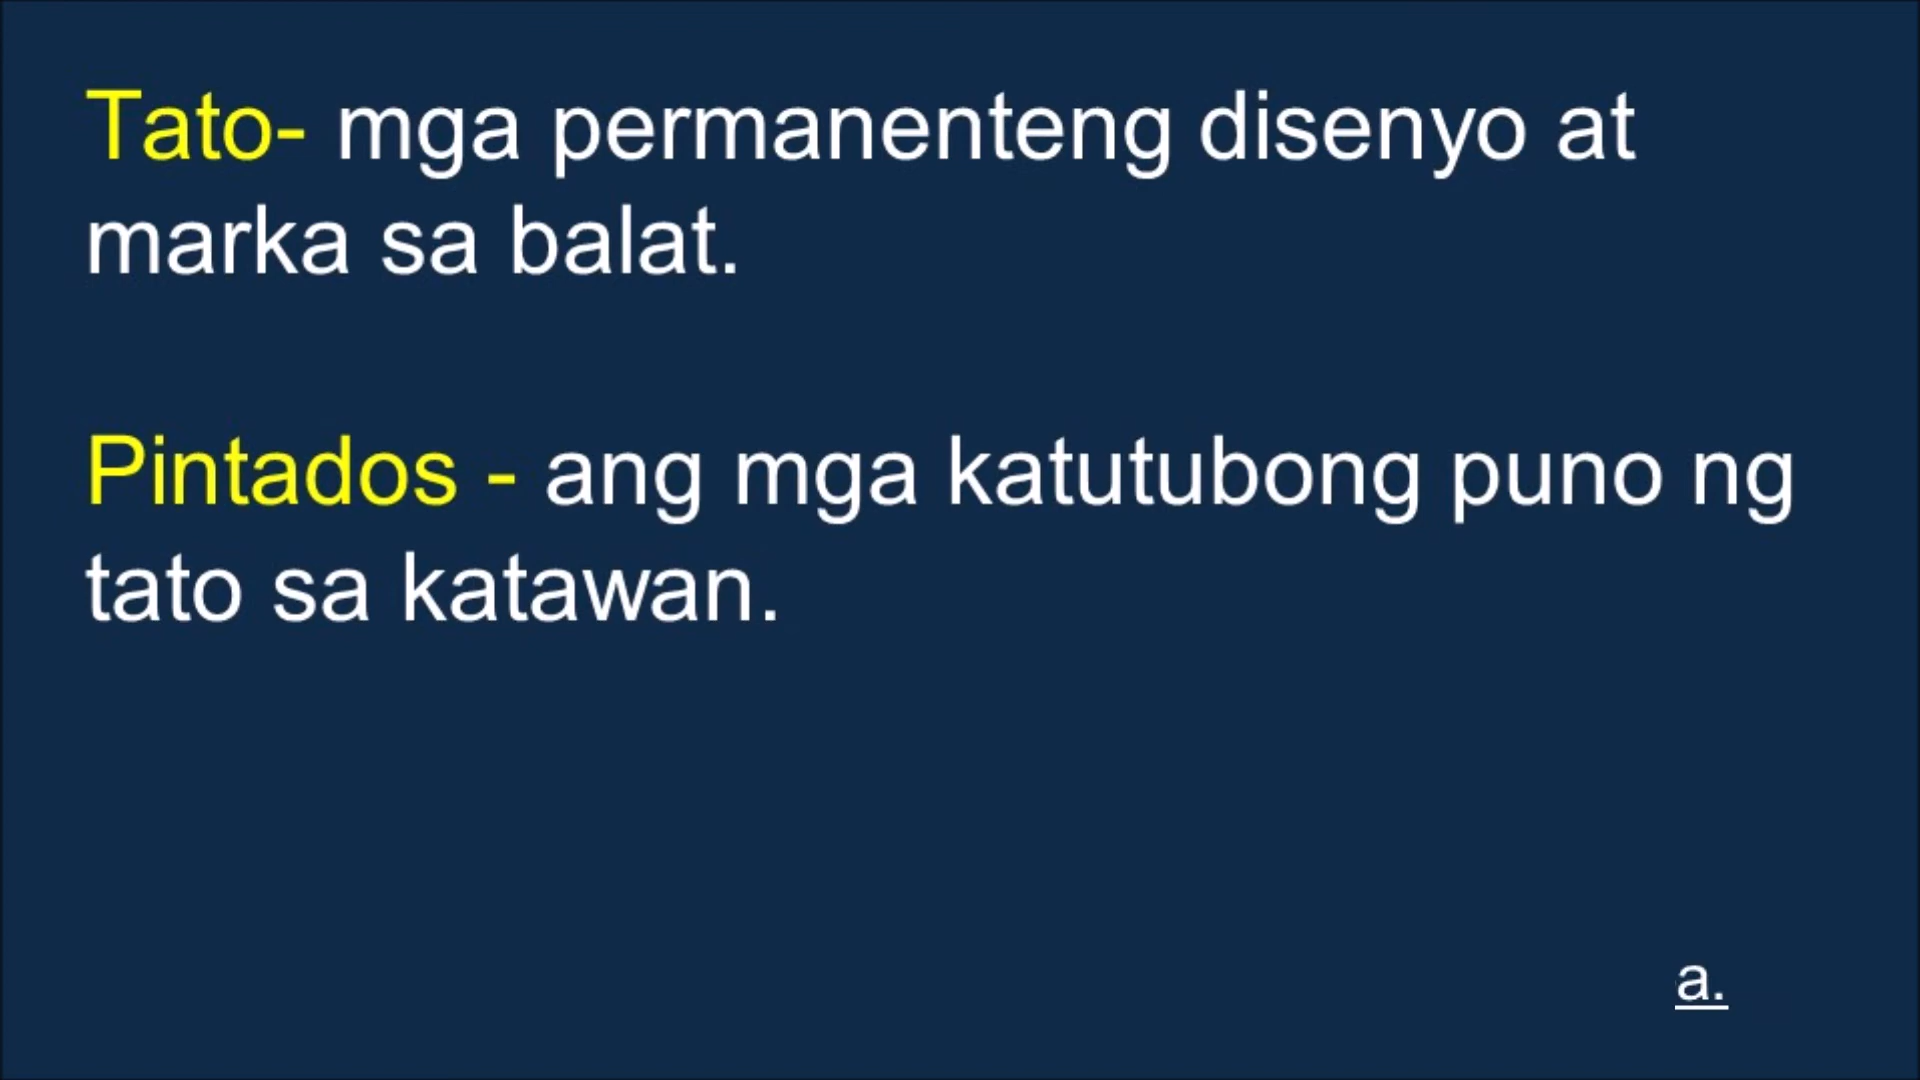 Tato- mga permanenteng disenyo at
marka sa balat.
Pintados - ang mga katutubong puno ng
tato sa katawan.
a.